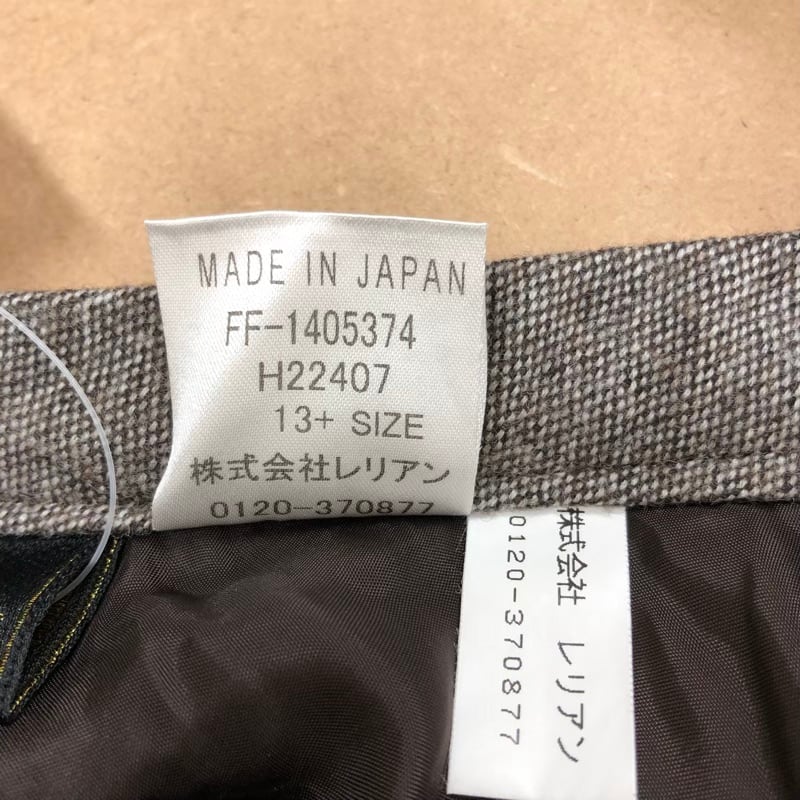 MADE IN JAPAN
FF-1405374
H22407
13+ SIZE
株式会社レリアン
0120-370877
株式会社 レリアン
0120-370877